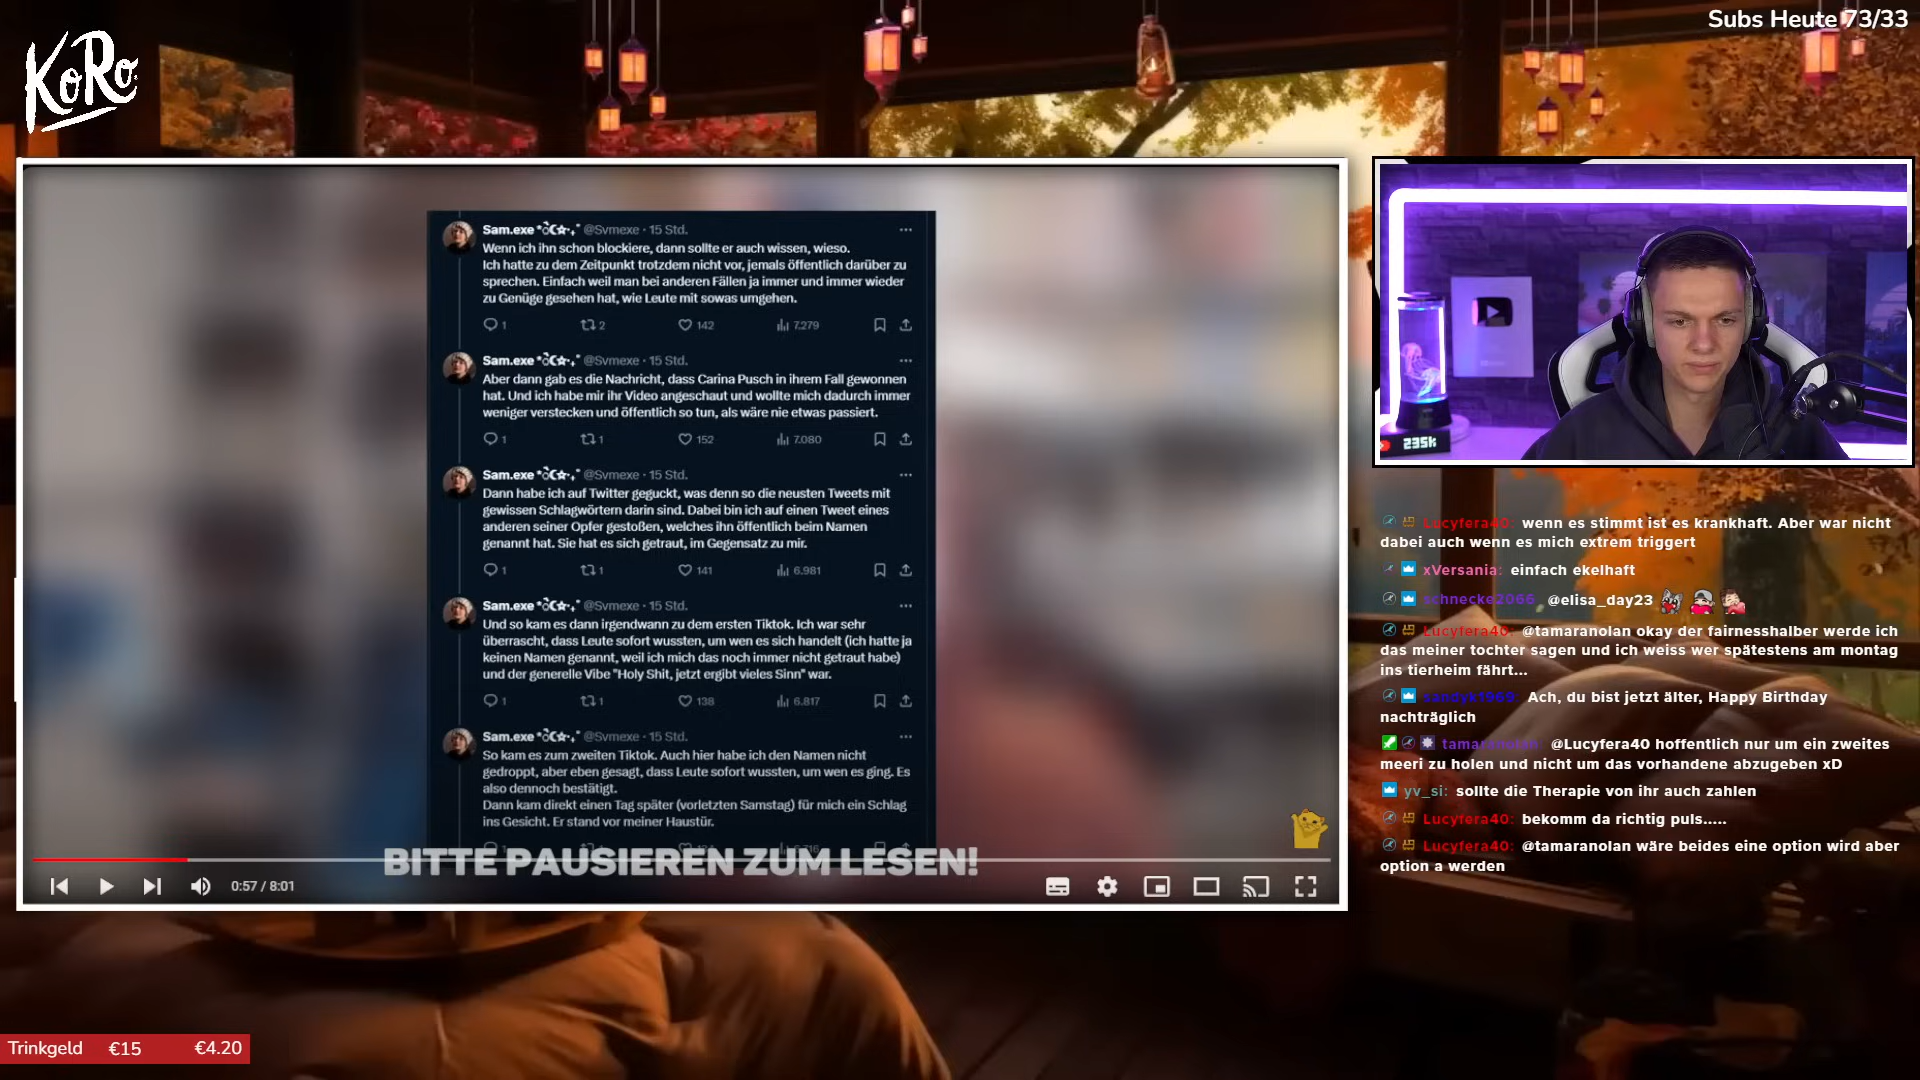 KoRo
Subs Heute 73/33
Sam.exe @Svmexe · 15 Std.
Wenn ich ihn schon blockiere, dann sollte er auch wissen, wieso.
Ich hatte zu dem Zeitpunkt trotzdem nicht vor, jemals öffentlich darüber zu
sprechen. Einfach weil man bei anderen Fällen ja immer und immer wieder
zu Genüge gesehen hat, wie Leute mit sowas umgehen.
1 2 142 7.279
Sam.exe @Svmexe · 15 Std.
Aber dann gab es die Nachricht, dass Carina Pusch in ihrem Fall gewonnen
hat. Und ich habe mir ihr Video angeschaut und wollte mich dadurch immer
weniger verstecken und öffentlich so tun, als wäre nie etwas passiert.
1 1 152 7.080
Sam.exe @Svmexe · 15 Std.
Dann habe ich auf Twitter geguckt, was denn so die neusten Tweets mit
gewissen Schlagwörtern darin sind. Dabei bin ich auf einen Tweet eines
anderen seiner Opfer gestoßen, welches ihn öffentlich beim Namen
genannt hat. Sie hat es sich getraut, im Gegensatz zu mir.
1 1 141 6.981
Sam.exe @Svmexe · 15 Std.
Und so kam es dann irgendwann zu dem ersten Tiktok. Ich war sehr
überrascht, dass Leute sofort wussten, um wen es sich handelt (ich hatte ja
keinen Namen genannt, weil ich mich das noch immer nicht getraut habe)
und der generelle Vibe "Holy Shit, jetzt ergibt vieles Sinn" war.
1 1 138 6.817
Sam.exe @Svmexe · 15 Std.
So kam es zum zweiten Tiktok. Auch hier habe ich den Namen nicht
gedroppt, aber eben gesagt, dass Leute sofort wussten, um wen es ging. Es
also dennoch bestätigt.
Dann kam direkt einen Tag später (vorletzten Samstag) für mich ein Schlag
ins Gesicht. Er stand vor meiner Haustür.
BITTE PAUSIEREN ZUM LESEN!
0:57 / 8:01
235k
Lucyfera40: wenn es stimmt ist es krankhaft. Aber war nicht
dabei auch wenn es mich extrem triggert
xVersania: einfach ekelhaft
schnecke2066: @elisa_day23
Lucyfera40: @tamaranolan okay der fairnesshalber werde ich
das meiner tochter sagen und ich weiss wer spätestens am montag
ins tierheim fährt...
sandyk1969: Ach, du bist jetzt älter, Happy Birthday
nachträglich
tamaranolan: @Lucyfera40 hoffentlich nur um ein zweites
meeri zu holen und nicht um das vorhandene abzugeben xD
yv_si: sollte die Therapie von ihr auch zahlen
Lucyfera40: bekomm da richtig puls.....
Lucyfera40: @tamaranolan wäre beides eine option wird aber
option a werden
Trinkgeld €15 €4.20